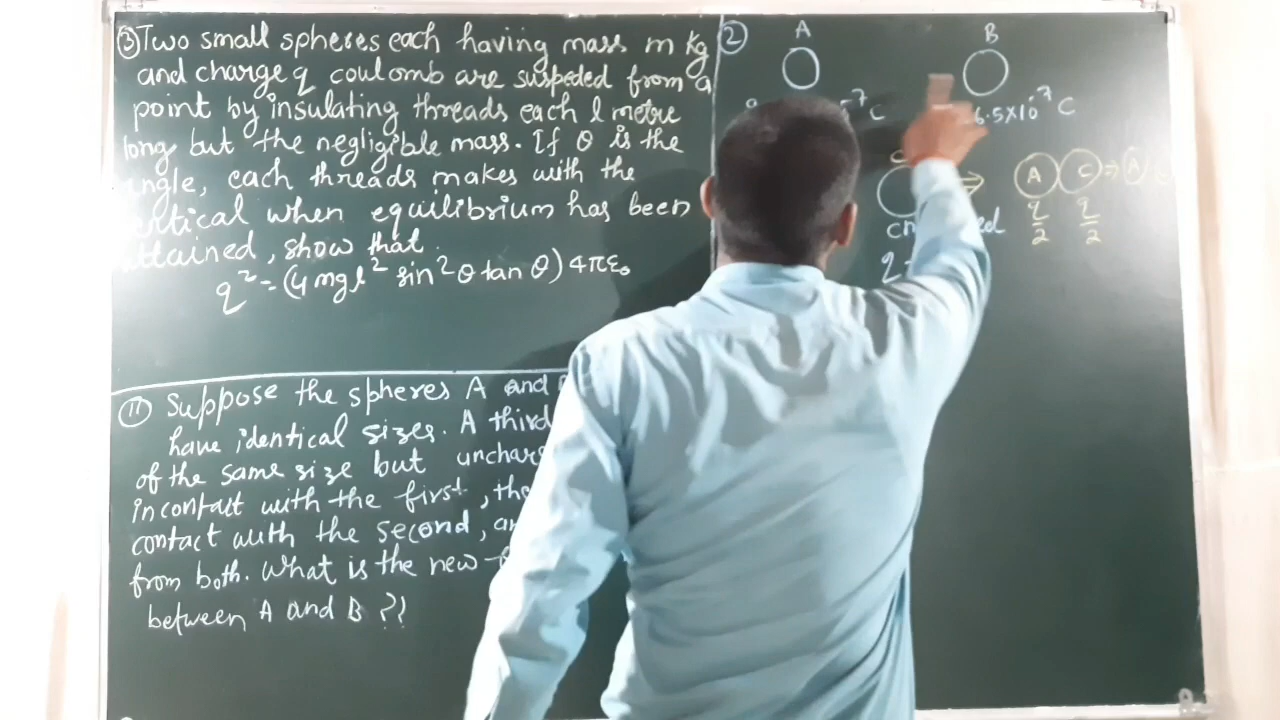 ③Two small spheres each having mass m kg
and charge q coulomb are suspeded from a
point by insulating threads each l metre
long but the negligible mass. If θ is the
angle, each threads makes with the
vertical when equilibrium has been
attained, show that.
q² = (4mgl² sin²θ tan θ) 4πε₀
⑪ Suppose the spheres A and
have identical sizes. A third
of the same size but
in contact with the first, the
contact with the second,
from both. What is the new
between A and B ??
② A B
C 6.5×10⁻⁷ C
A C ⇒ A
q/2 q/2